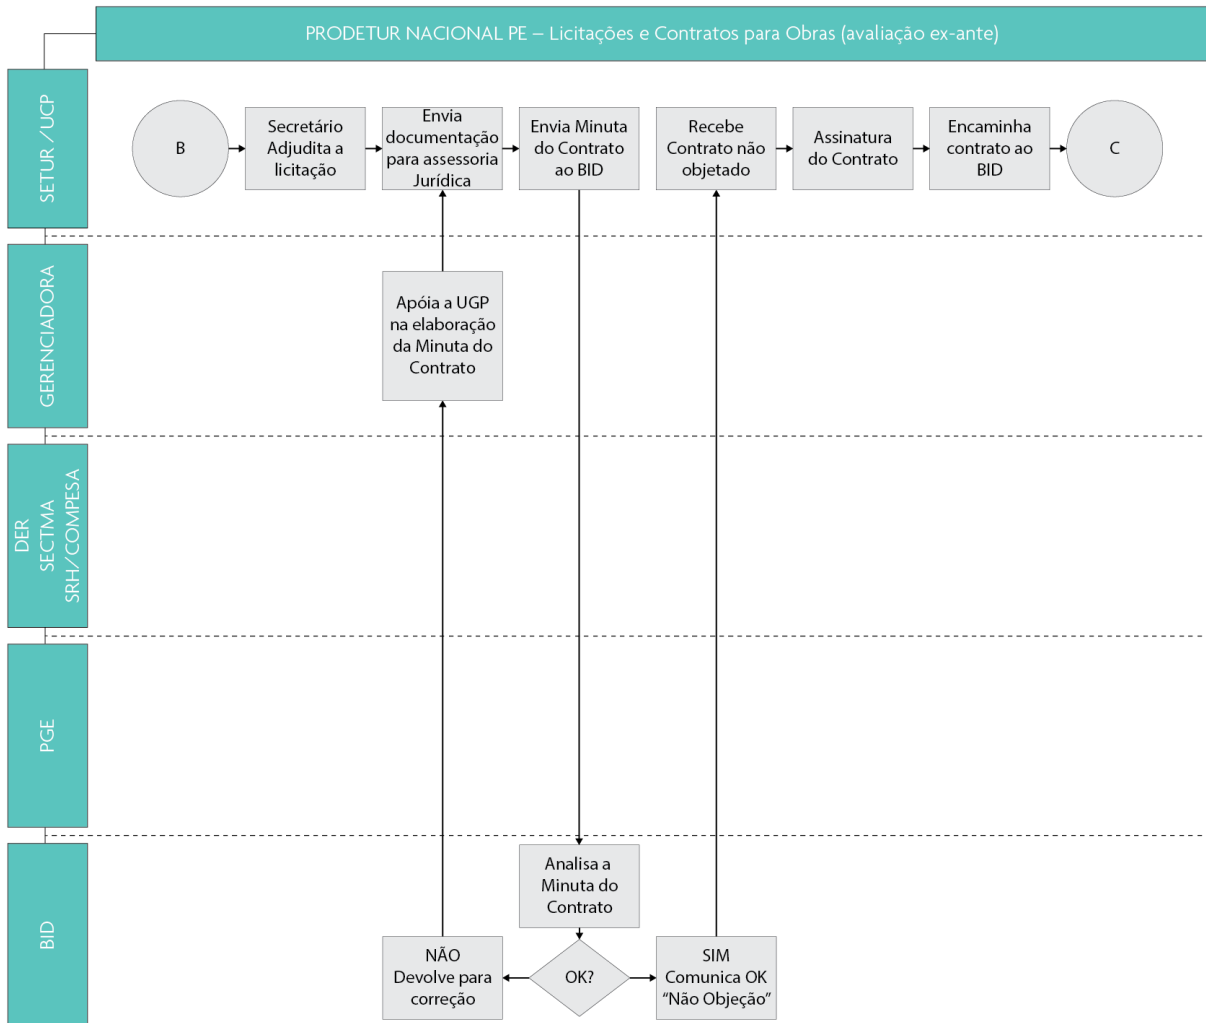 PRODETUR NACIONAL PE – Licitações e Contratos para Obras (avaliação ex-ante)
SETUR / UCP
B
Secretário
Adjudita a
licitação
Envia
documentação
para assessoria
Jurídica
Envia Minuta
do Contrato
ao BID
Recebe
Contrato não
objetado
Assinatura
do Contrato
Encaminha
contrato ao
BID
C
GERENCIADORA
Apóia a UGP
na elaboração
da Minuta do
Contrato
DER
SECTMA
SRH/COMPESA
PGE
BID
Analisa a
Minuta do
Contrato
NÃO
Devolve para
correção
OK?
SIM
Comunica OK
“Não Objeção”